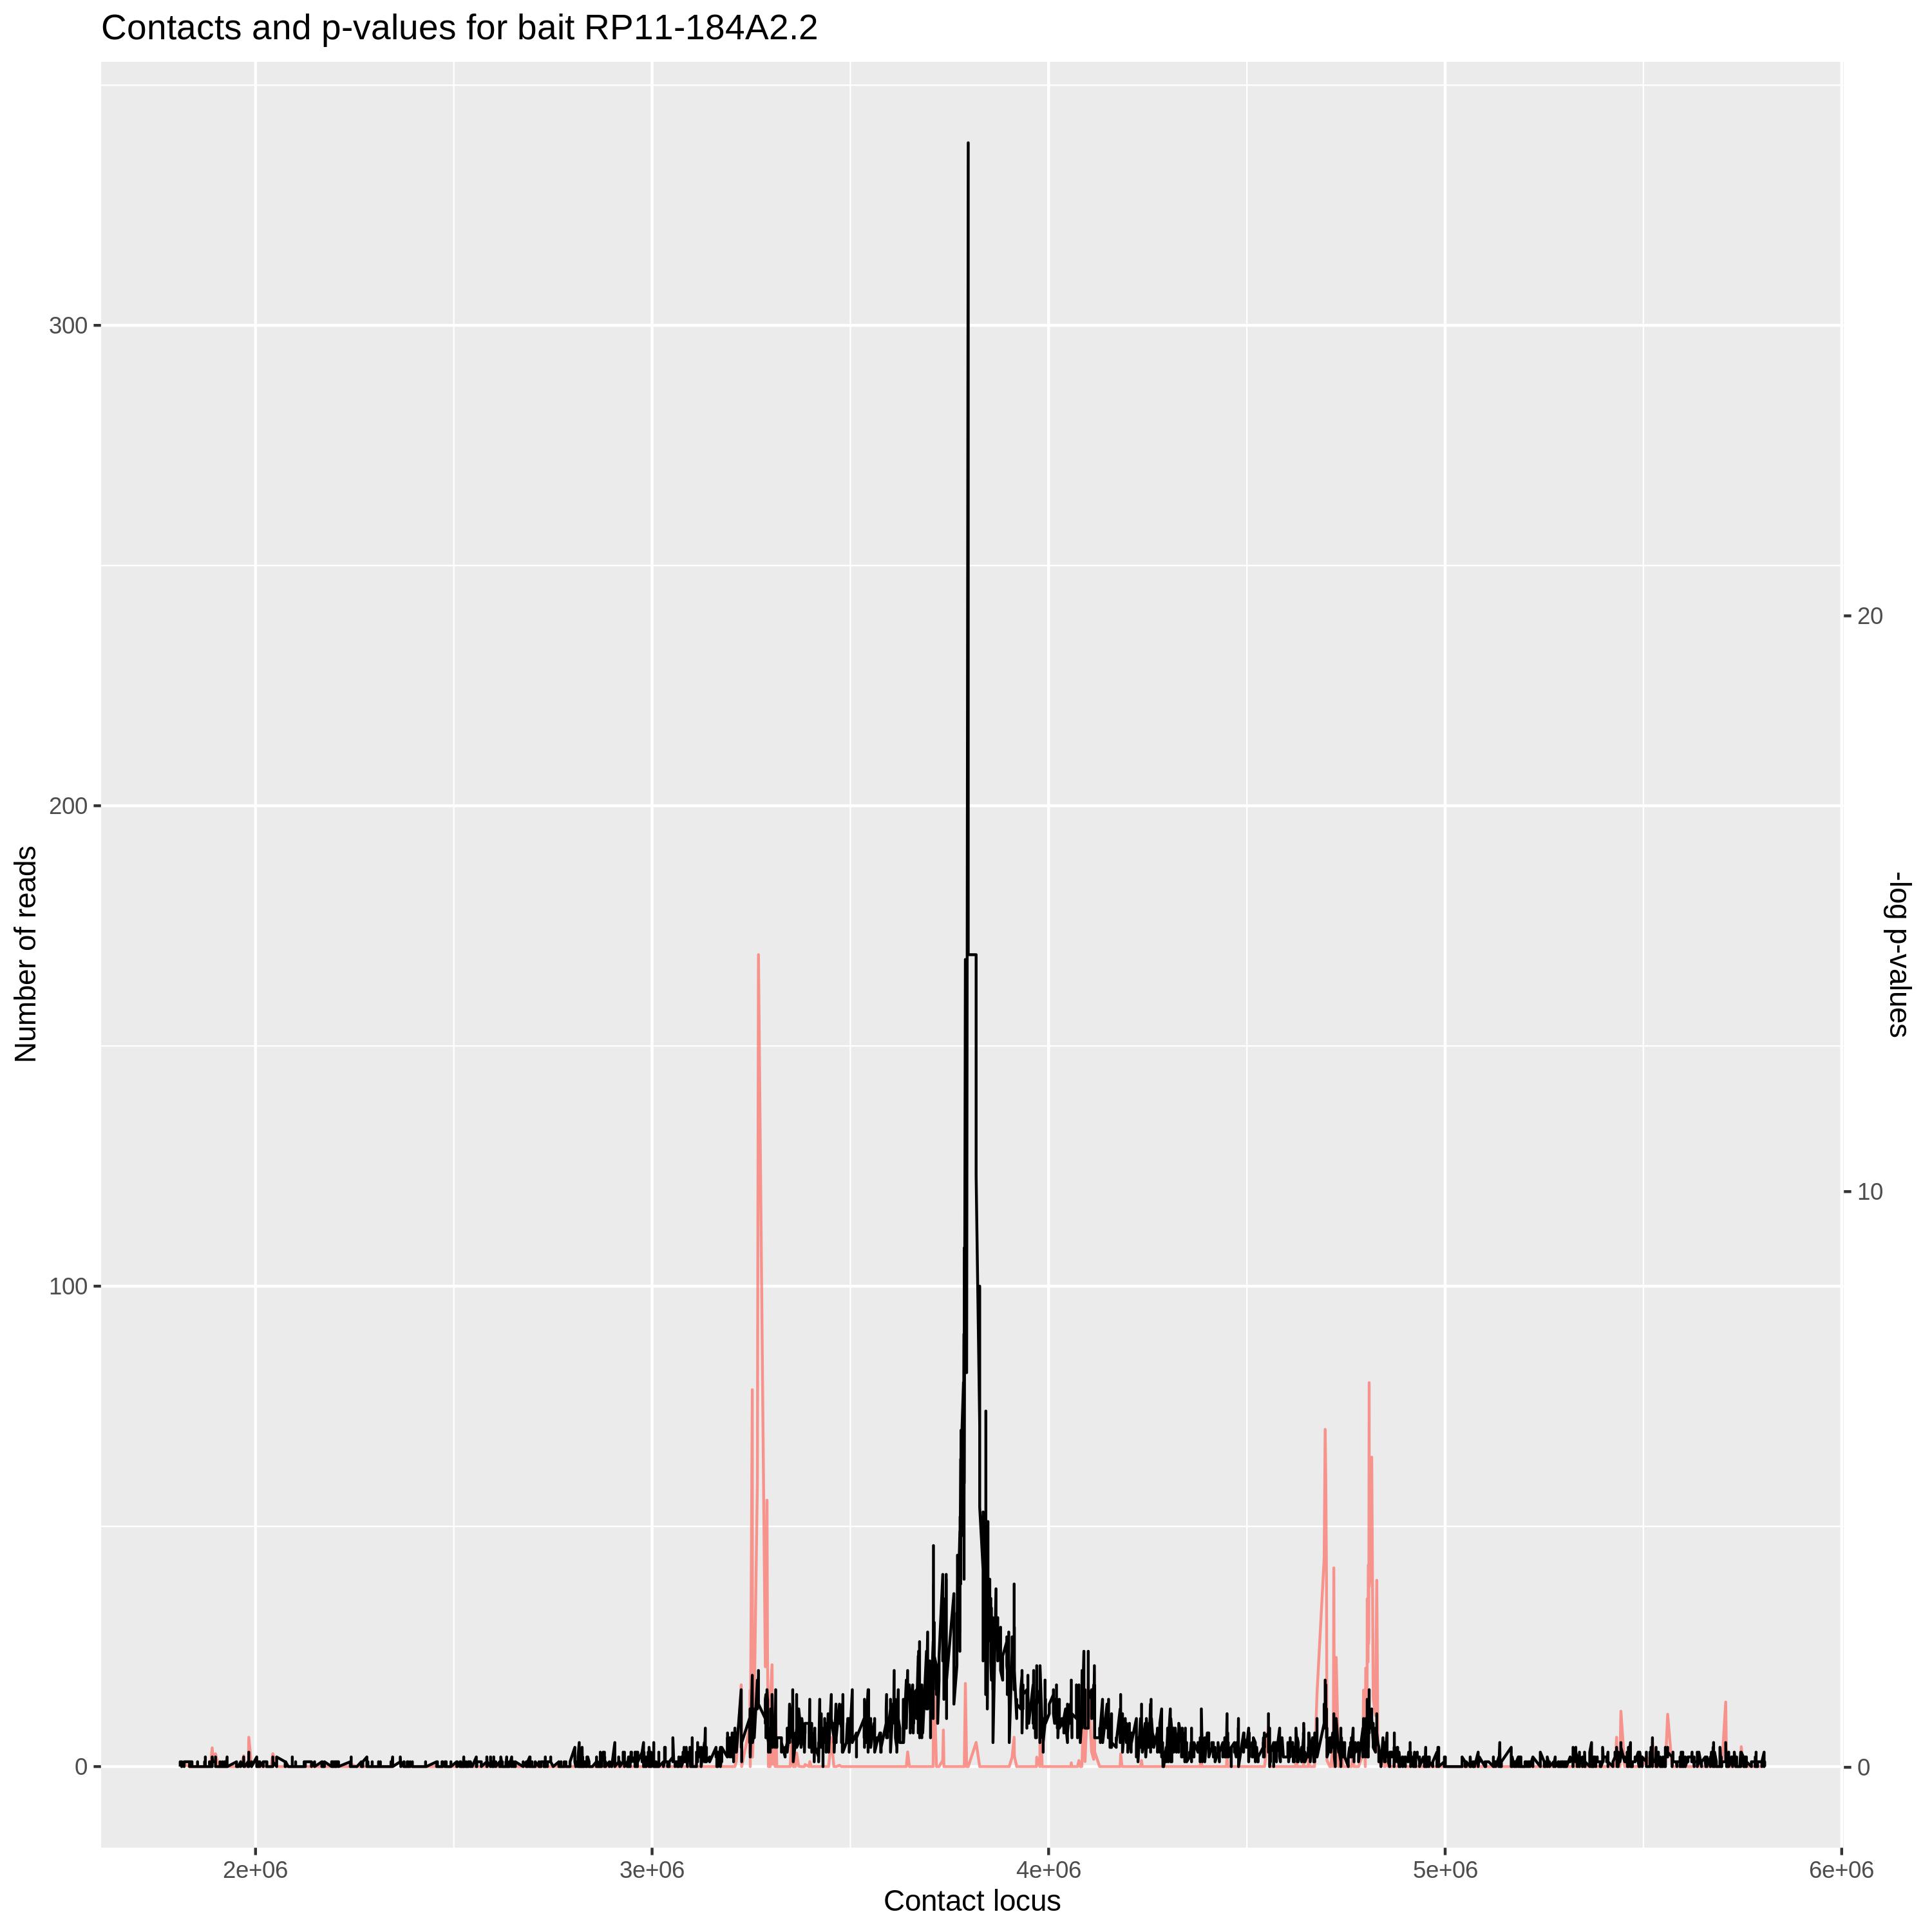 Contacts and p-values for bait RP11-184A2.2
Number of reads
300
200
100
0
20
10
0
-log p-values
2e+06
3e+06
4e+06
5e+06
6e+06
Contact locus